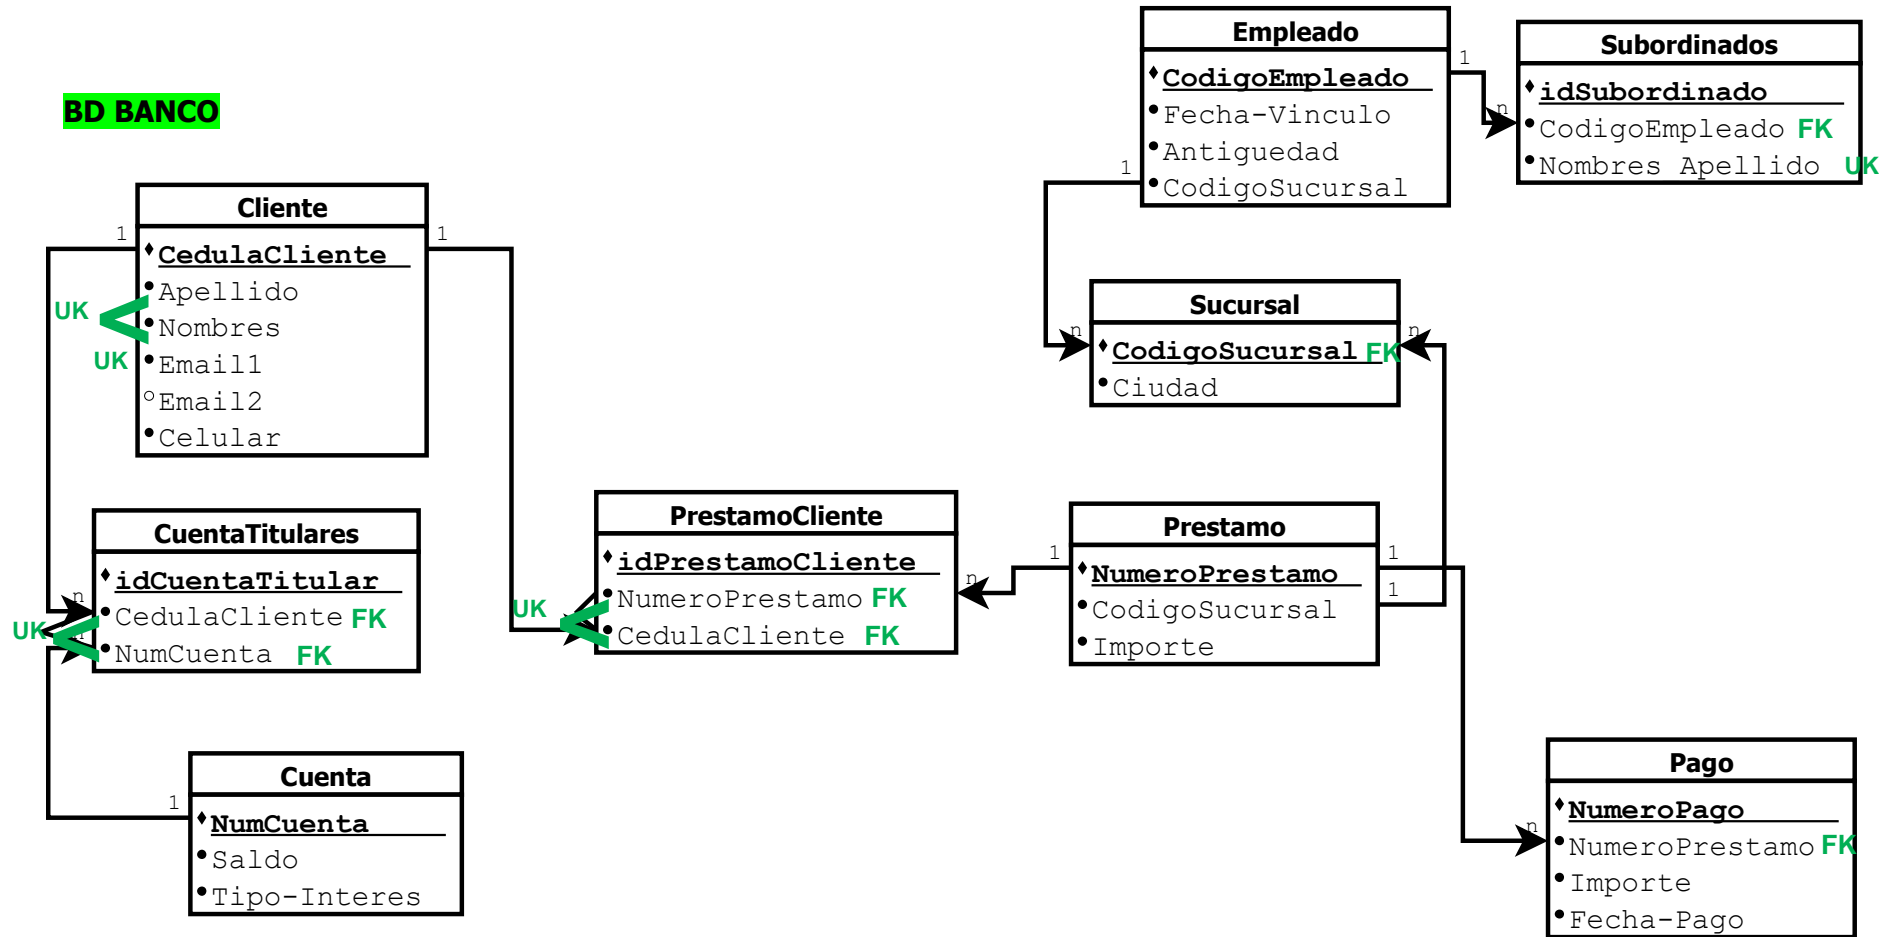 BD BANCO
Empleado
CodigoEmpleado
Fecha-Vinculo
Antiguedad
CodigoSucursal
1
1
n
Subordinados
idSubordinado
CodigoEmpleado FK
Nombres Apellido UK
Cliente
CedulaCliente
Apellido
Nombres
Email1
Email2
Celular
1
1
UK
UK
Sucursal
CodigoSucursal FK
Ciudad
n
n
CuentaTitulares
idCuentaTitular
CedulaCliente FK
NumCuenta FK
n
n
UK
PrestamoCliente
idPrestamoCliente
NumeroPrestamo FK
CedulaCliente FK
UK
n
Prestamo
NumeroPrestamo
CodigoSucursal
Importe
1
1
1
Cuenta
NumCuenta
Saldo
Tipo-Interes
1
Pago
NumeroPago
NumeroPrestamo FK
Importe
Fecha-Pago
n